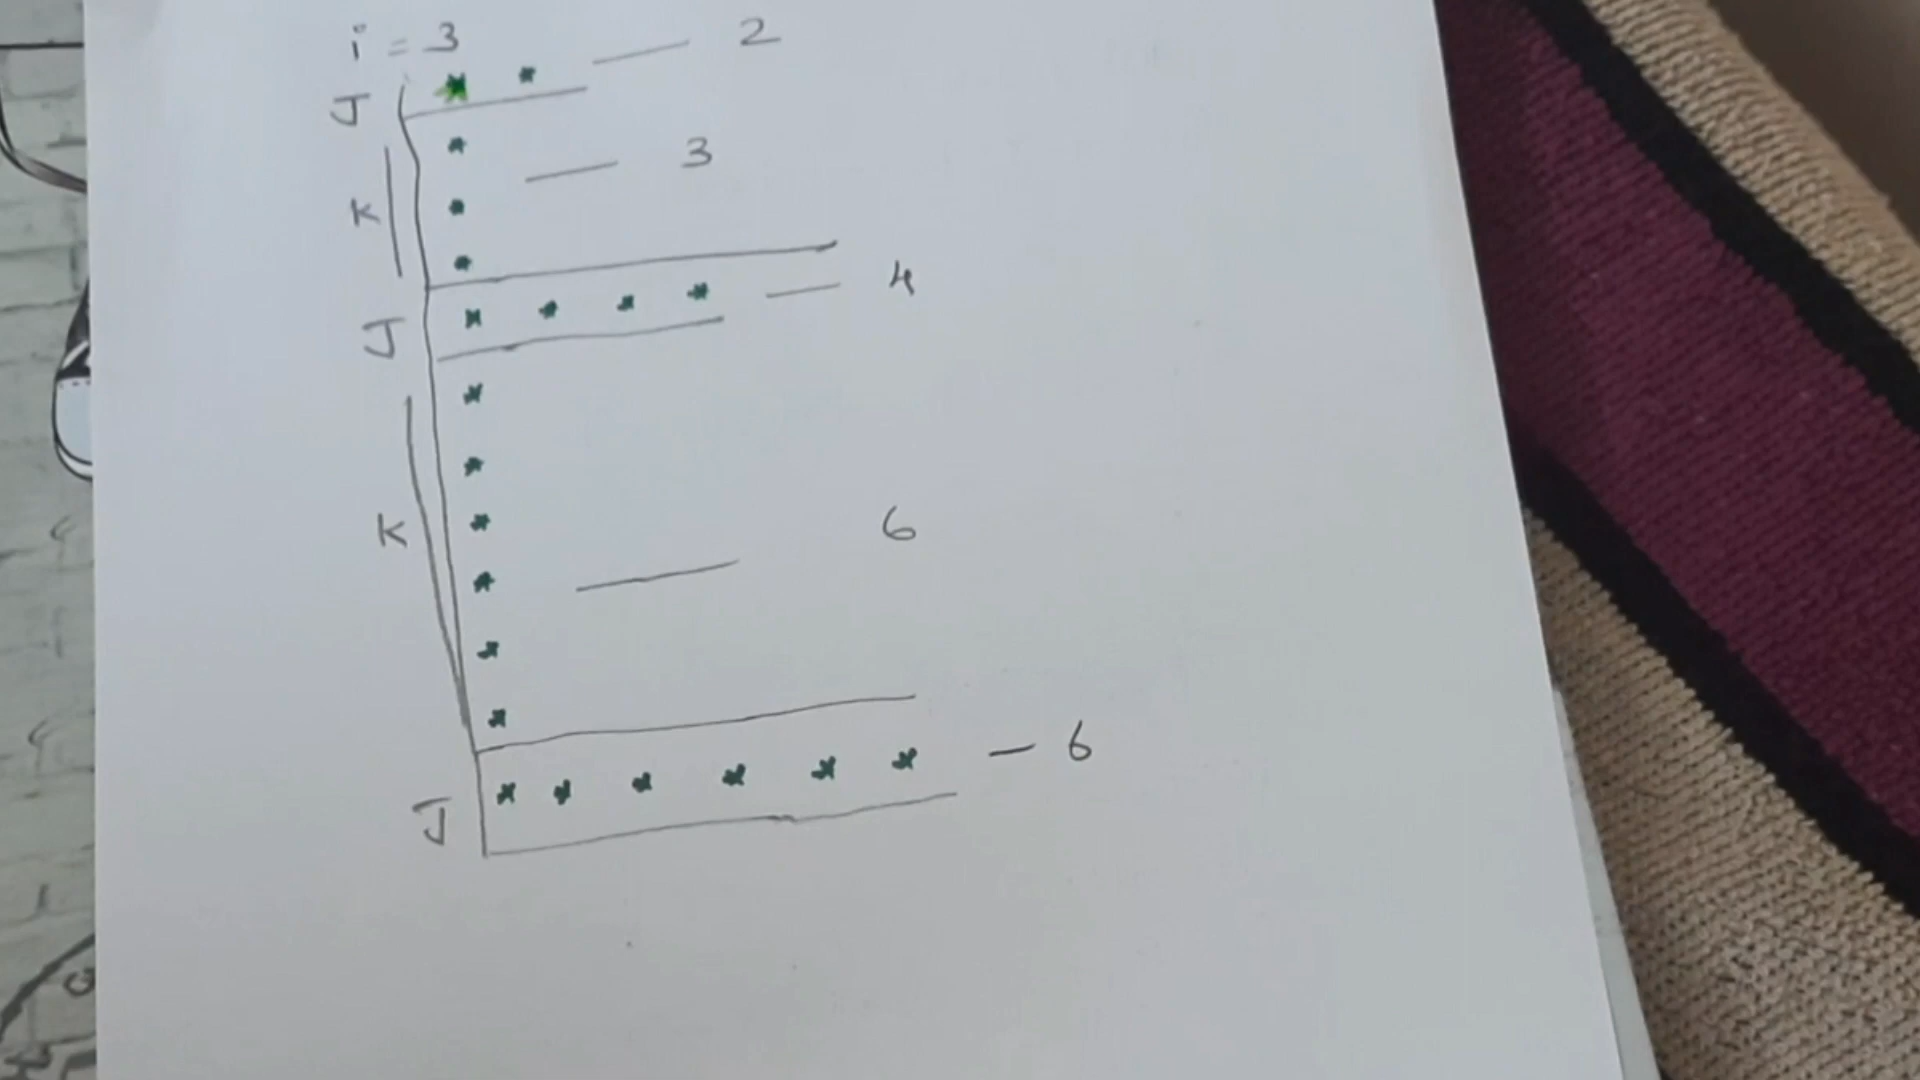 i = 3
* * — 2
J
*
* — 3
K *
*
J * * * * — 4
*
*
K *
* — 6
*
*
J * * * * * * — 6